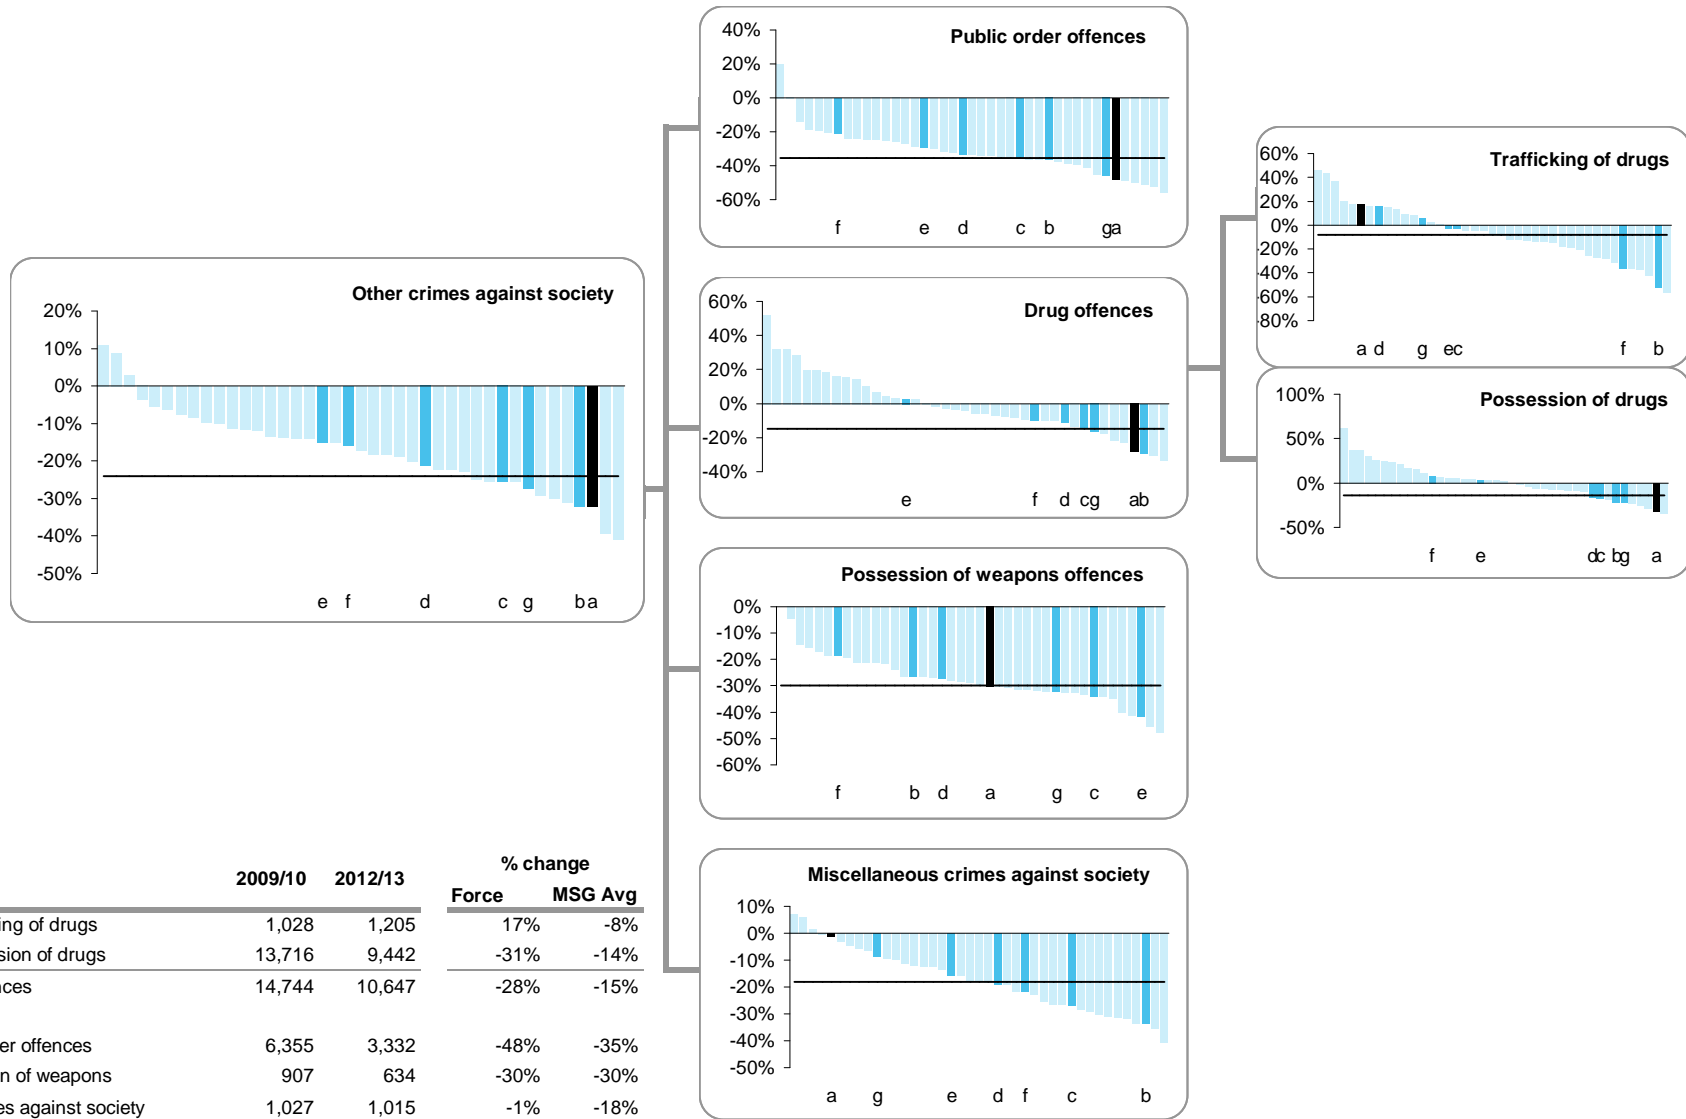 Public order offences
40%
20%
0%
-20%
-40%
-60%
f e d c b g a
Trafficking of drugs
60%
40%
20%
0%
-20%
-40%
-60%
-80%
a d g e c f b
Other crimes against society
20%
10%
0%
-10%
-20%
-30%
-40%
-50%
e f d c g b a
Drug offences
60%
40%
20%
0%
-20%
-40%
e f d c g a b
Possession of drugs
100%
50%
0%
-50%
f e d c b g a
Possession of weapons offences
0%
-10%
-20%
-30%
-40%
-50%
-60%
f b d a g c e
Miscellaneous crimes against society
10%
0%
-10%
-20%
-30%
-40%
-50%
a g e d f c b
% change
2009/10 2012/13 Force MSG Avg
ing of drugs 1,028 1,205 17% -8%
sion of drugs 13,716 9,442 -31% -14%
nces 14,744 10,647 -28% -15%
er offences 6,355 3,332 -48% -35%
n of weapons 907 634 -30% -30%
es against society 1,027 1,015 -1% -18%